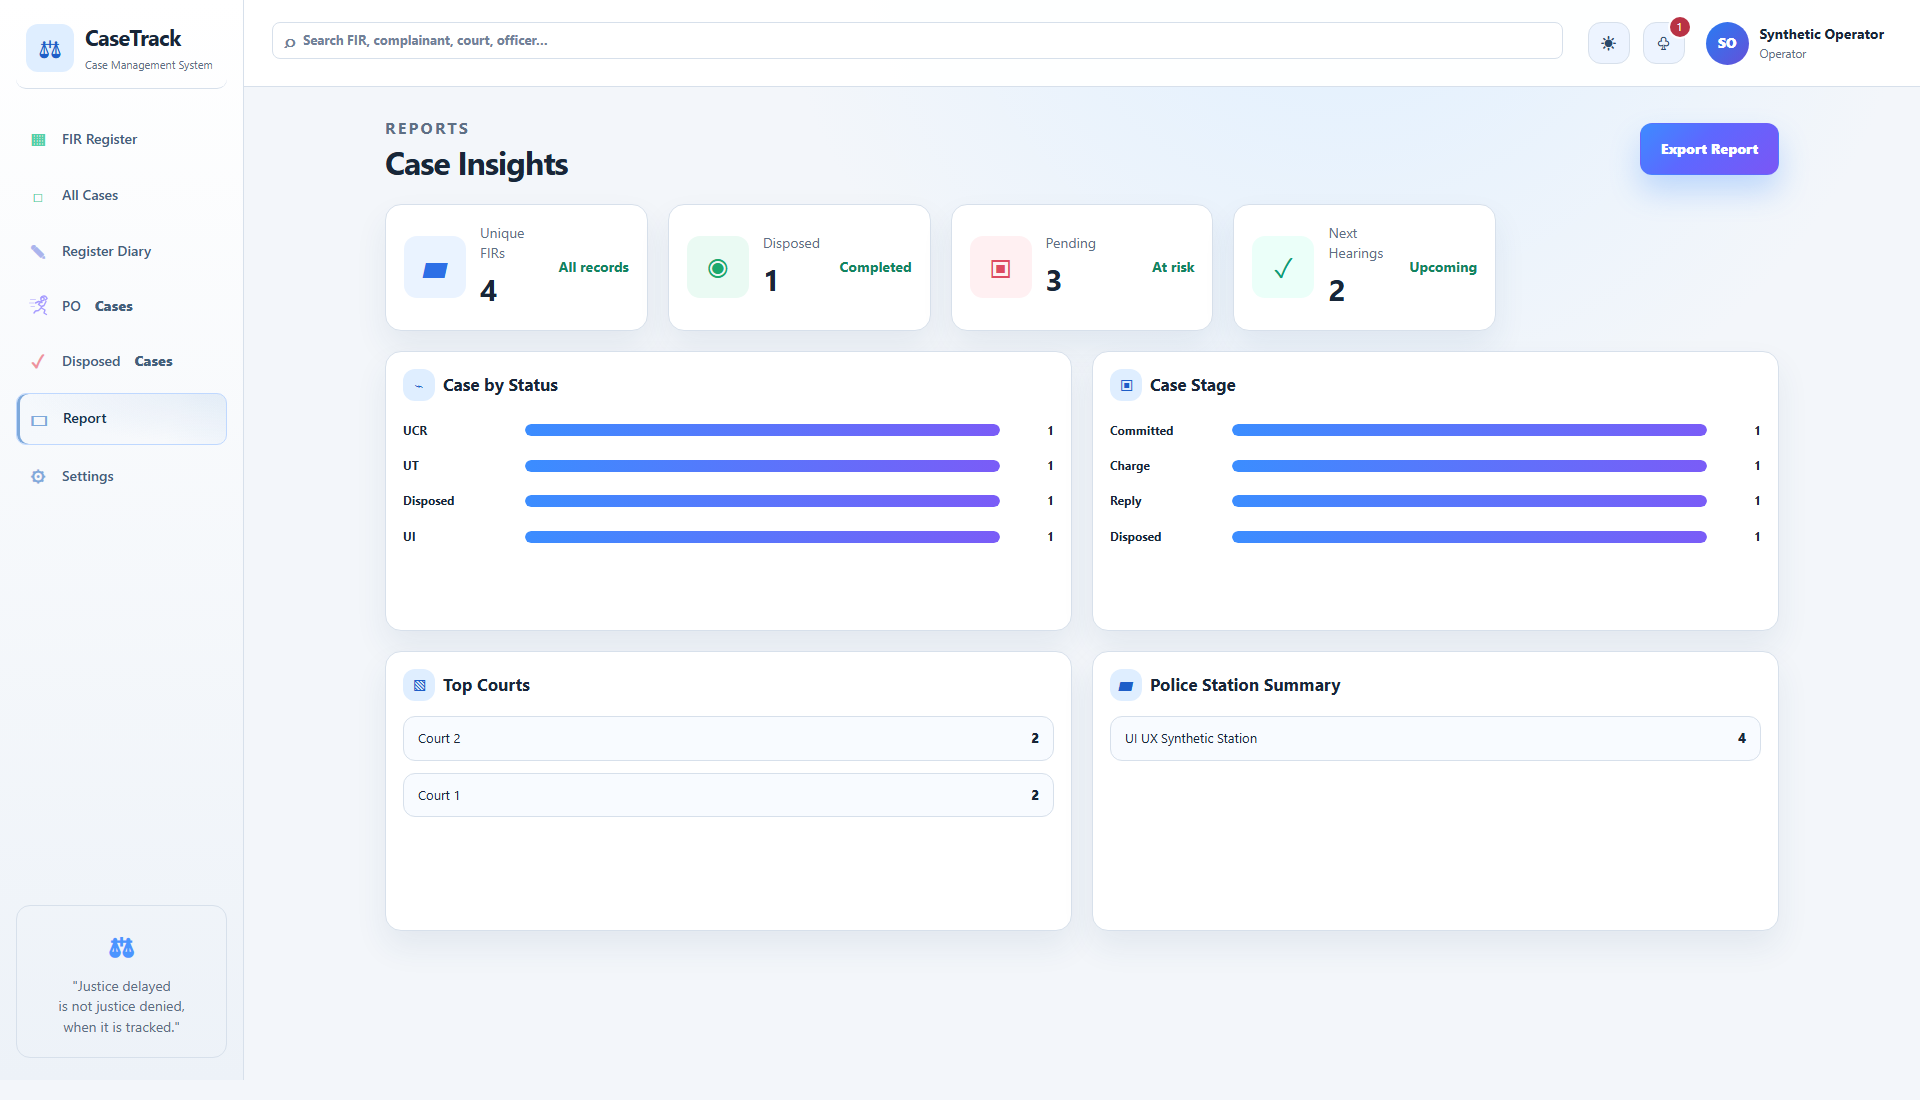 CaseTrack
Case Management System
FIR Register
All Cases
Register Diary
PO Cases
Disposed Cases
Report
Settings
"Justice delayed
is not justice denied,
when it is tracked."
Search FIR, complainant, court, officer...
1
SO
Synthetic Operator
Operator
REPORTS
Case Insights
Export Report
Unique
FIRs
4
All records
Disposed
1
Completed
Pending
3
At risk
Next
Hearings
2
Upcoming
Case by Status
UCR 1
UT 1
Disposed 1
UI 1
Case Stage
Committed 1
Charge 1
Reply 1
Disposed 1
Top Courts
Court 2 2
Court 1 2
Police Station Summary
UI UX Synthetic Station 4